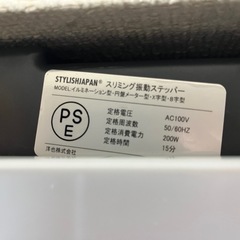 STYLISHJAPAN® スリミング振動ステッパー
MODEL:イルミネーション型・円盤メーター型・X字型・8字型
PSE
定格電圧 AC100V
定格周波数 50/60HZ
定格消費電力 200W
定格時間 15分
洋也株式会社